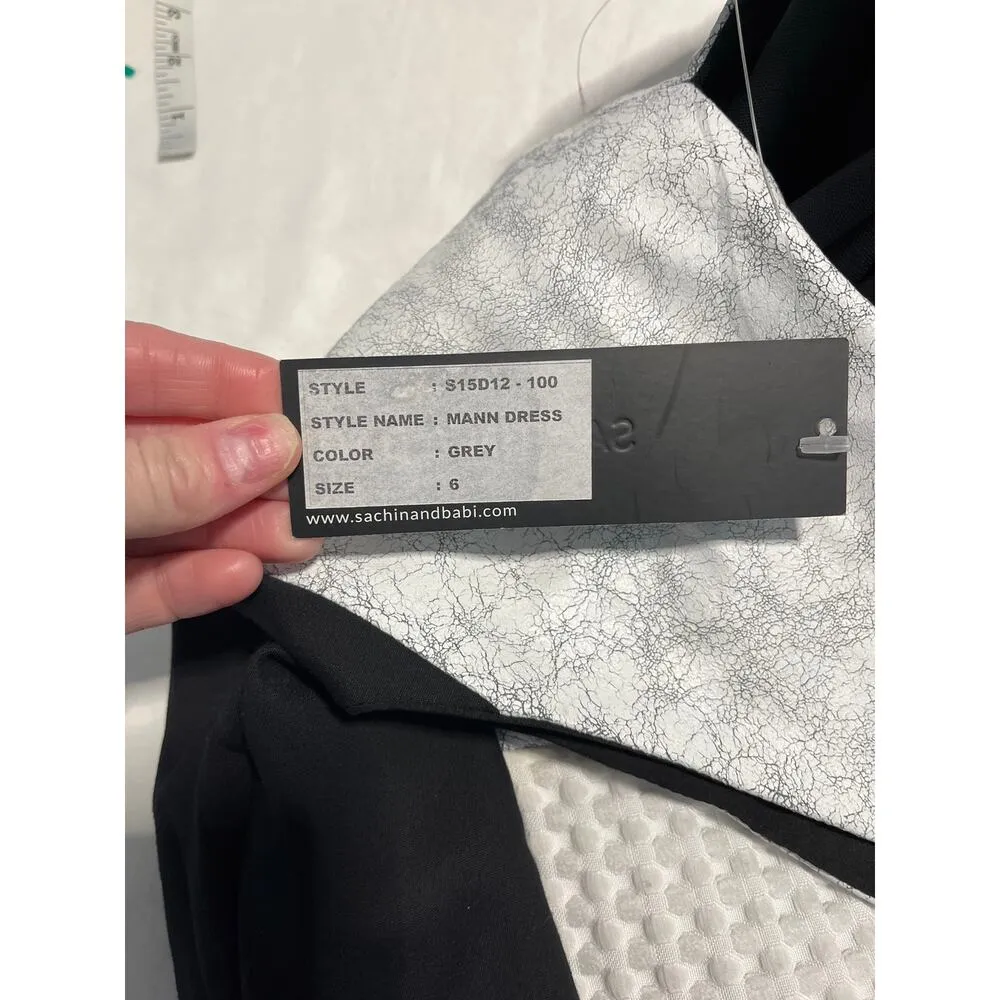 STYLE : S15D12 - 100
STYLE NAME : MANN DRESS
COLOR : GREY
SIZE : 6
www.sachinandbabi.com